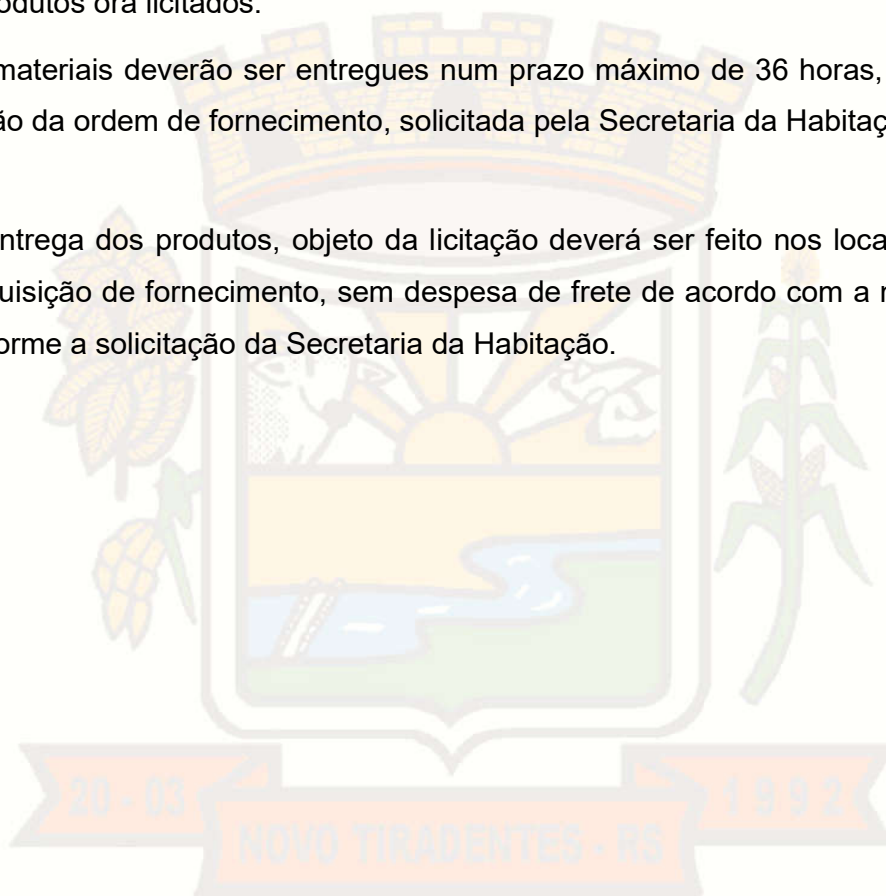 odutos ora licitados.
materiais deverão ser entregues num prazo máximo de 36 horas,
ão da ordem de fornecimento, solicitada pela Secretaria da Habitaç
ntrega dos produtos, objeto da licitação deverá ser feito nos loca
uisição de fornecimento, sem despesa de frete de acordo com a
orme a solicitação da Secretaria da Habitação.
20 - 03
1992
NOVO TIRADENTES - RS